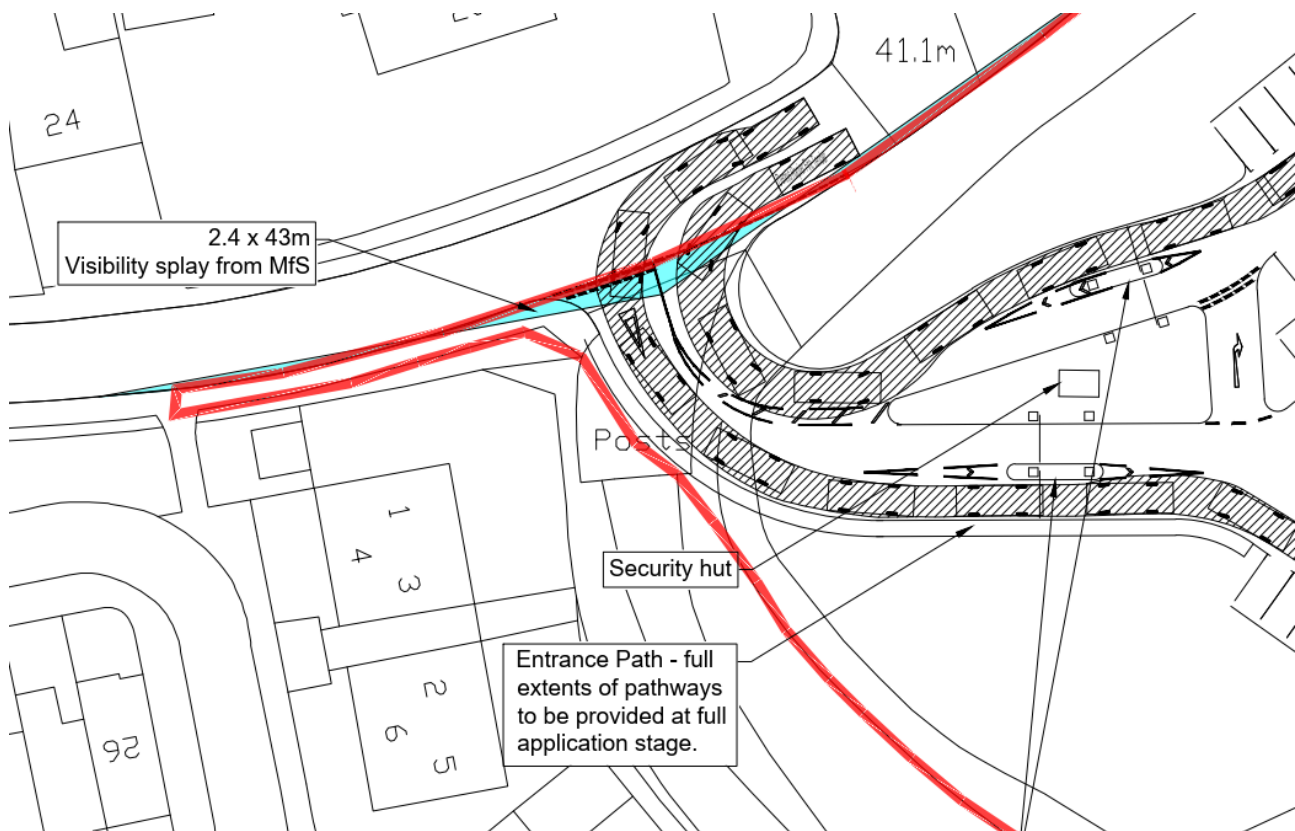 20
24
41.1m
2.4 x 43m
Visibility splay from MfS
Posts
1
4
3
Security hut
Entrance Path - full
extents of pathways
to be provided at full
application stage.
2
6
5
26